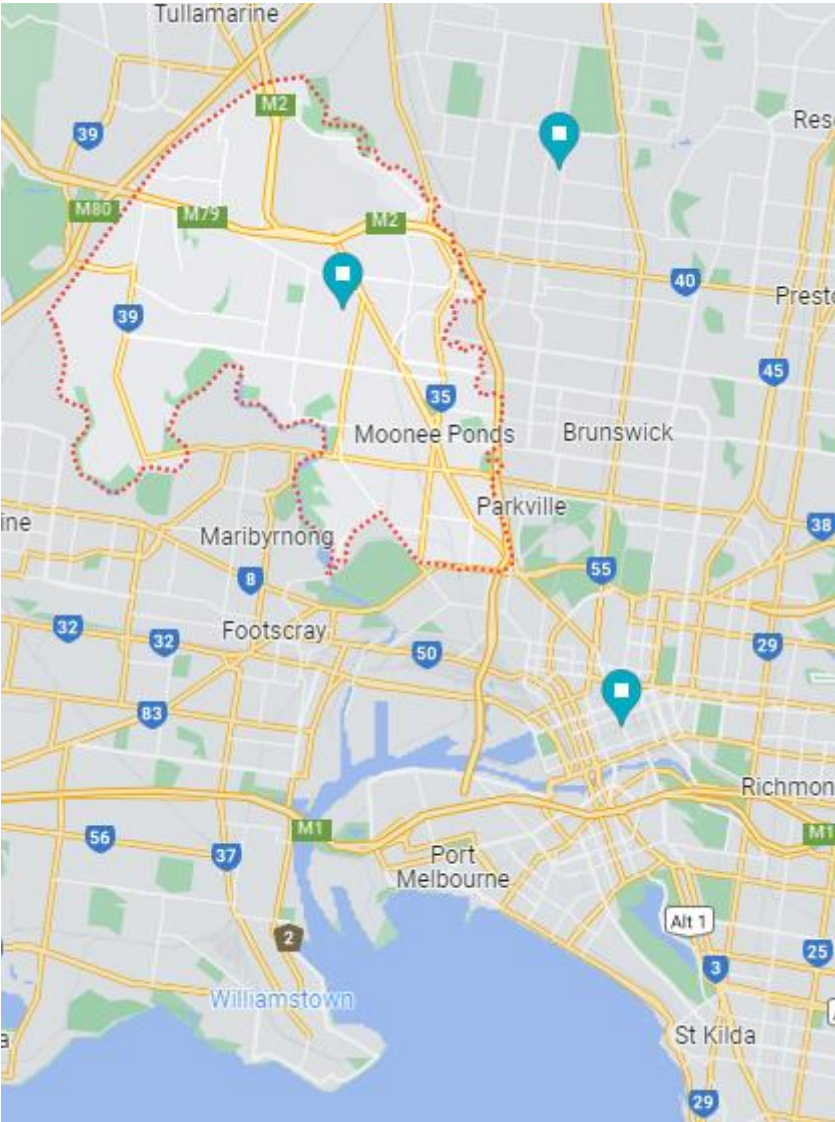 Tullamarine
M2
39
Res
M80
M79
M2
40
39
Presto
45
35
Moonee Ponds
Brunswick
Parkville
ine
38
Maribyrnong
55
8
32
32
Footscray
29
50
83
Richmon
M1
M1
56
37
Port
Melbourne
Alt 1
2
25
3
Williamstown
a
St Kilda
29